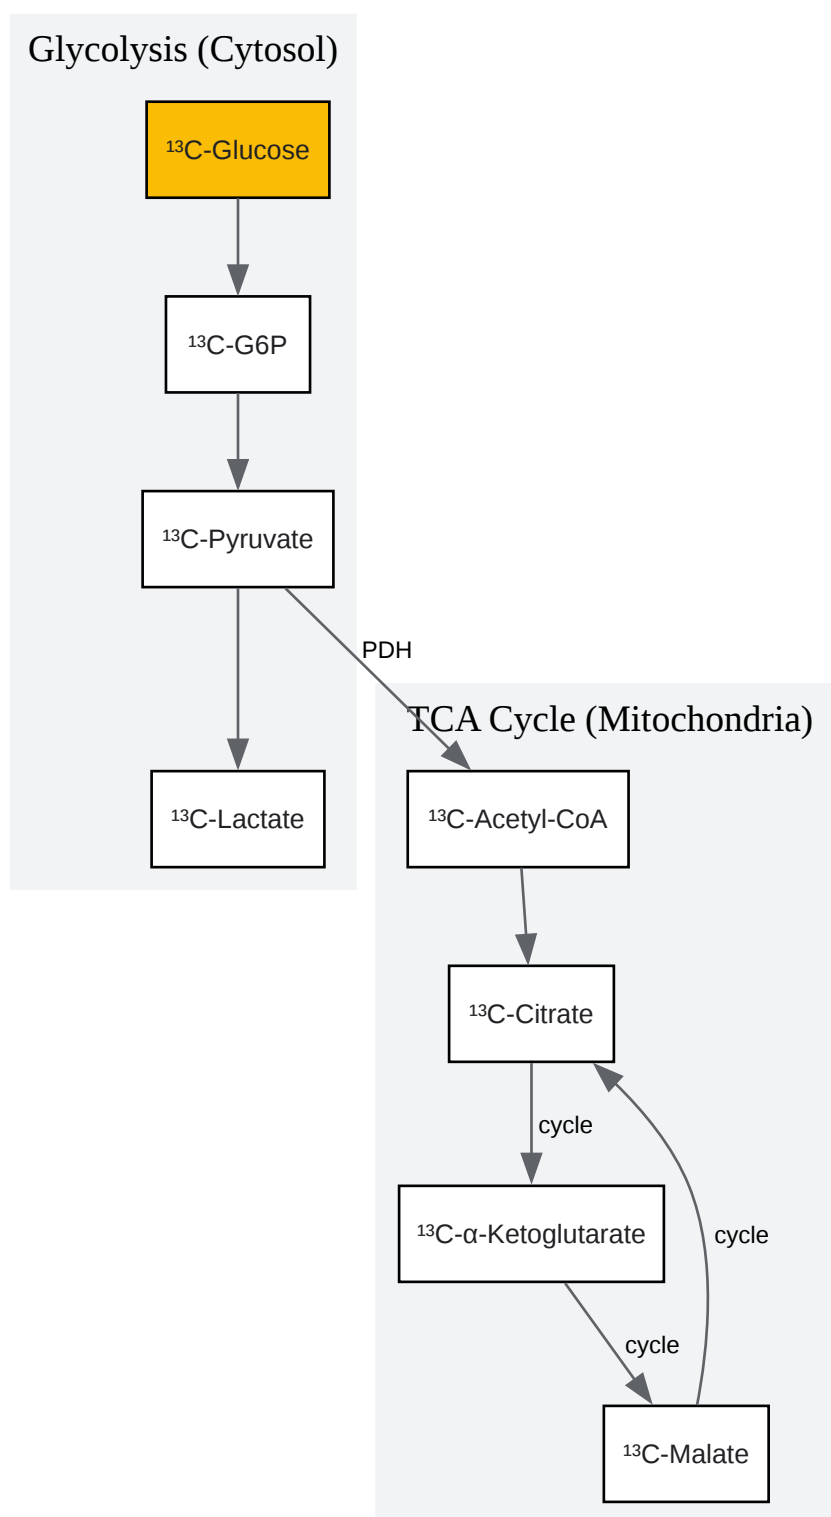 Glycolysis (Cytosol)
¹³C-Glucose
¹³C-G6P
¹³C-Pyruvate
PDH
TCA Cycle (Mitochondria)
¹³C-Lactate
¹³C-Acetyl-CoA
¹³C-Citrate
cycle
¹³C-α-Ketoglutarate
cycle
cycle
¹³C-Malate